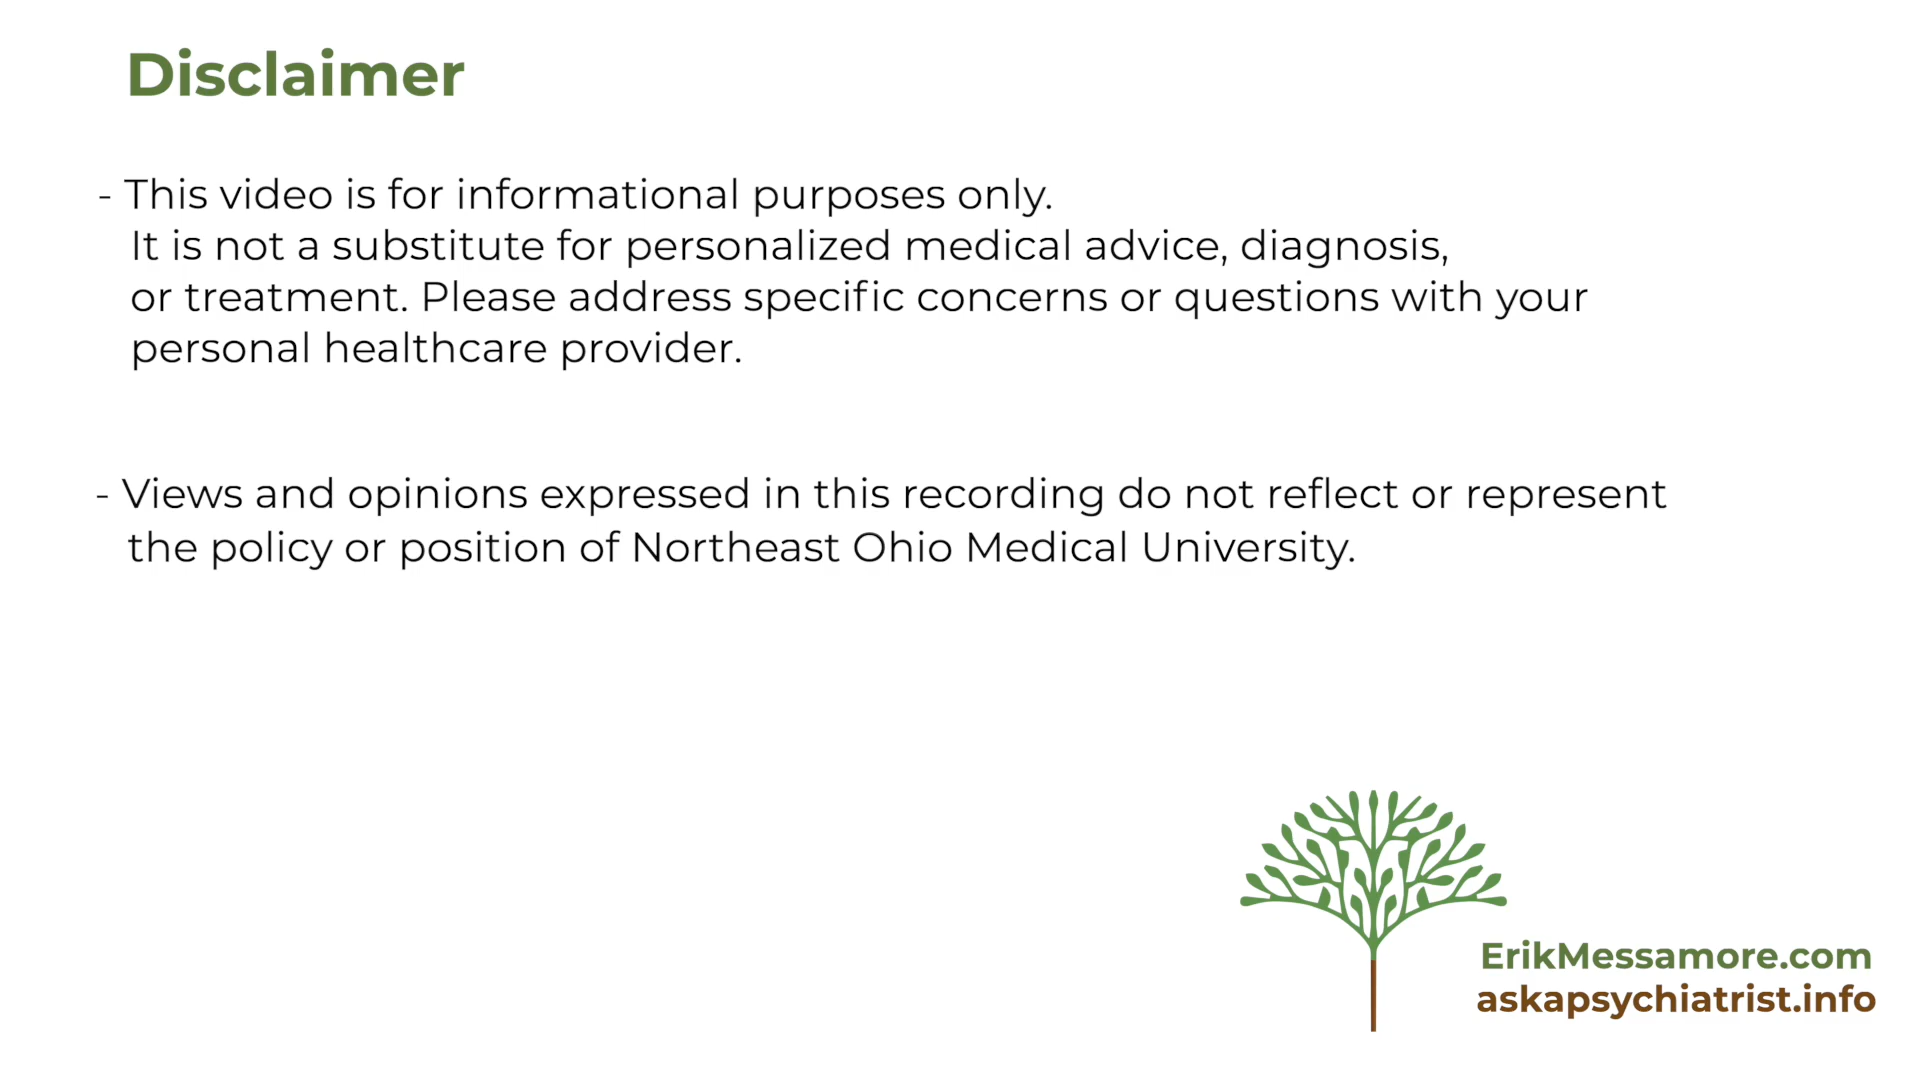 Disclaimer
- This video is for informational purposes only.
It is not a substitute for personalized medical advice, diagnosis,
or treatment. Please address specific concerns or questions with your
personal healthcare provider.
- Views and opinions expressed in this recording do not reflect or represent
the policy or position of Northeast Ohio Medical University.
ErikMessamore.com
askapsychiatrist.info